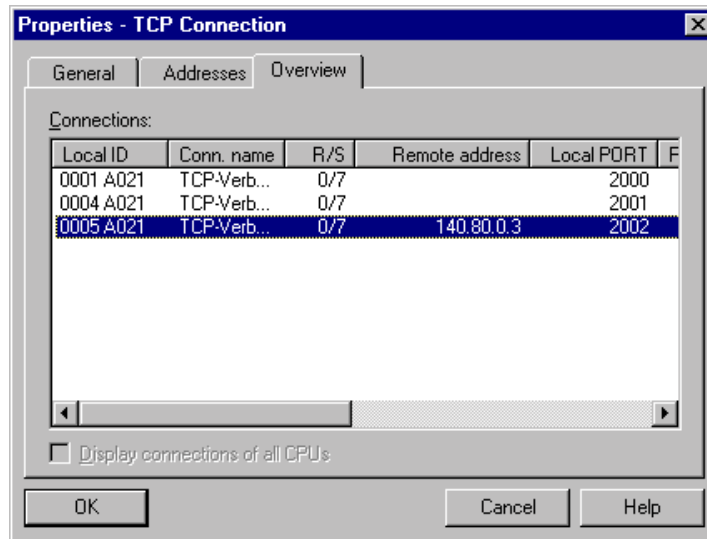 Properties - TCP Connection
General Addresses Overview
Connections:
Local ID Conn. name R/S Remote address Local PORT F
0001 A021 TCP-Verb... 0/7 2000
0004 A021 TCP-Verb... 0/7 2001
0005 A021 TCP-Verb... 0/7 140.80.0.3 2002
Display connections of all CPUs
OK Cancel Help